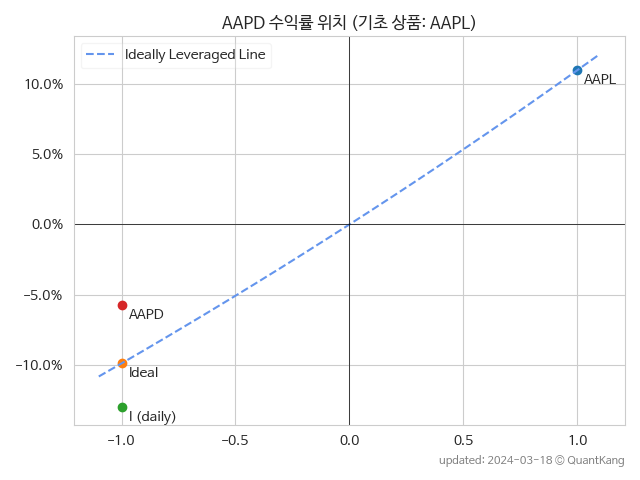 AAPD 수익률 위치 (기초 상품: AAPL)
Ideally Leveraged Line
10.0%
AAPL
5.0%
0.0%
−5.0%
AAPD
−10.0%
Ideal
I (daily)
−1.0
−0.5
0.0
0.5
1.0
updated: 2024-03-18 © QuantKang